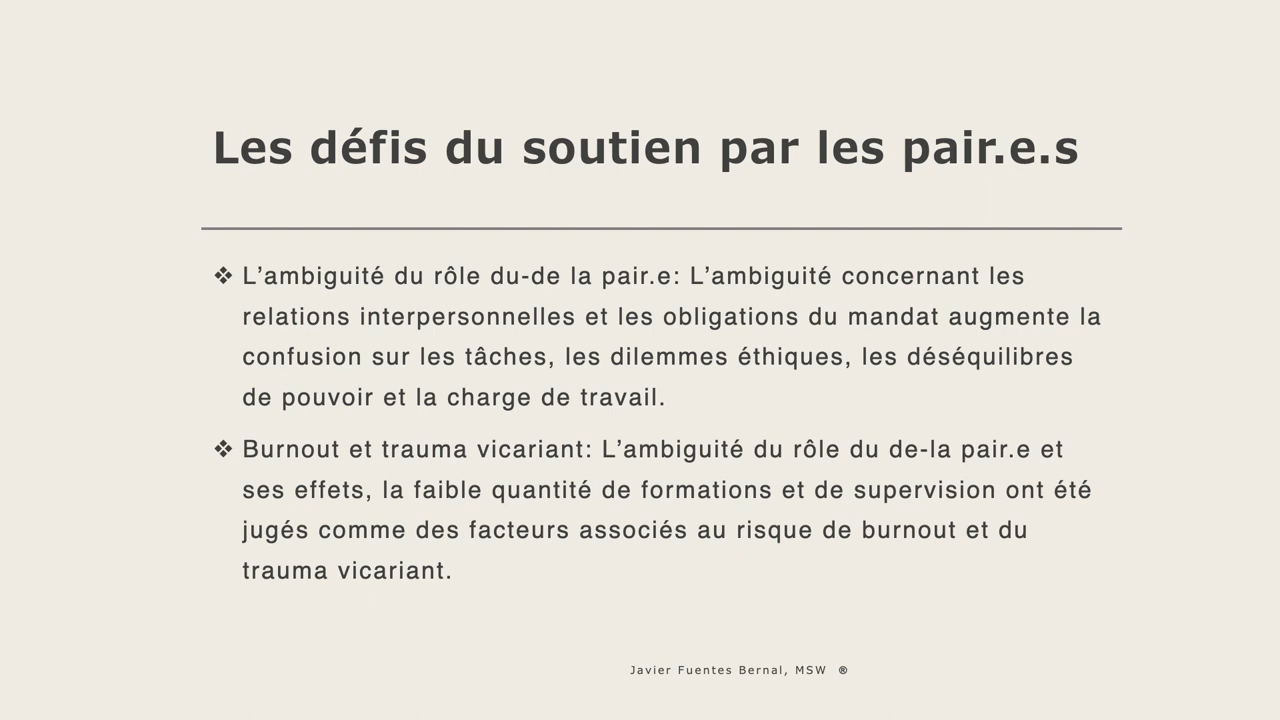 Les défis du soutien par les pair.e.s
❖ L’ambiguité du rôle du-de la pair.e: L’ambiguité concernant les
relations interpersonnelles et les obligations du mandat augmente la
confusion sur les tâches, les dilemmes éthiques, les déséquilibres
de pouvoir et la charge de travail.
❖ Burnout et trauma vicariant: L’ambiguité du rôle du de-la pair.e et
ses effets, la faible quantité de formations et de supervision ont été
jugés comme des facteurs associés au risque de burnout et du
trauma vicariant.
Javier Fuentes Bernal, MSW ®